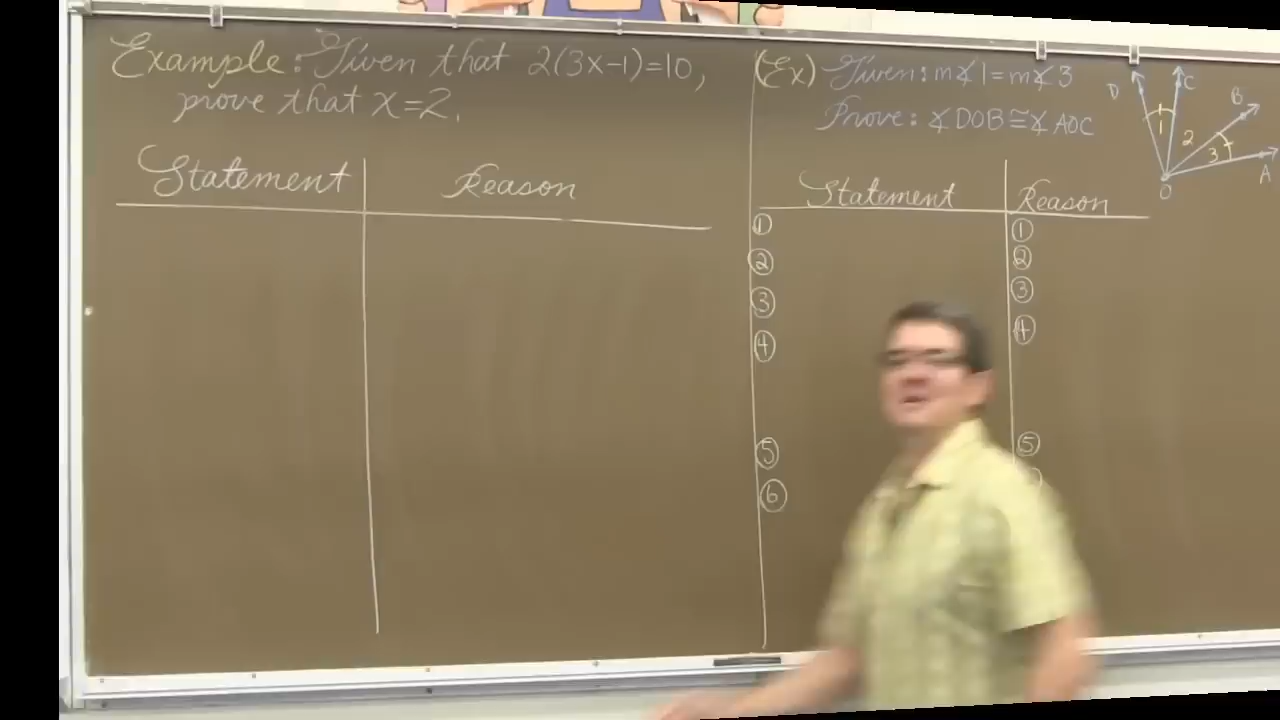 Example: Given that 2(3x-1)=10,
prove that x=2.
Statement Reason
(Ex) Given: m∡1=m∡3
Prove: ∡DOB≅∡AOC
D C B A O
1 2 3
Statement Reason
① ①
② ②
③ ③
④ ④
⑤ ⑤
⑥